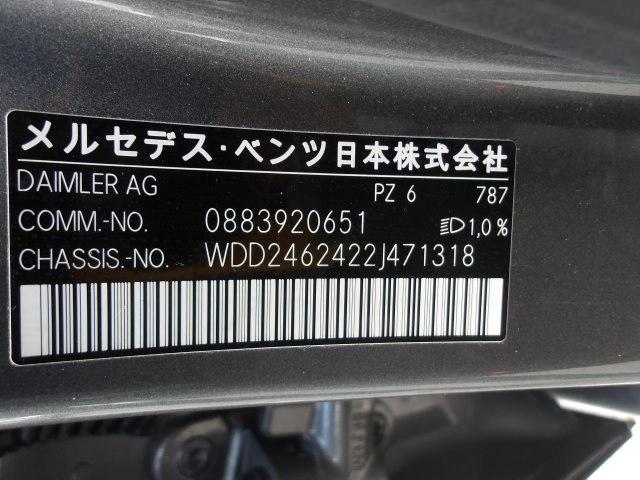 メルセデス・ベンツ日本株式会社
DAIMLER AG PZ 6 787
COMM.-NO. 0883920651 1,0%
CHASSIS.-NO. WDD2462422J471318